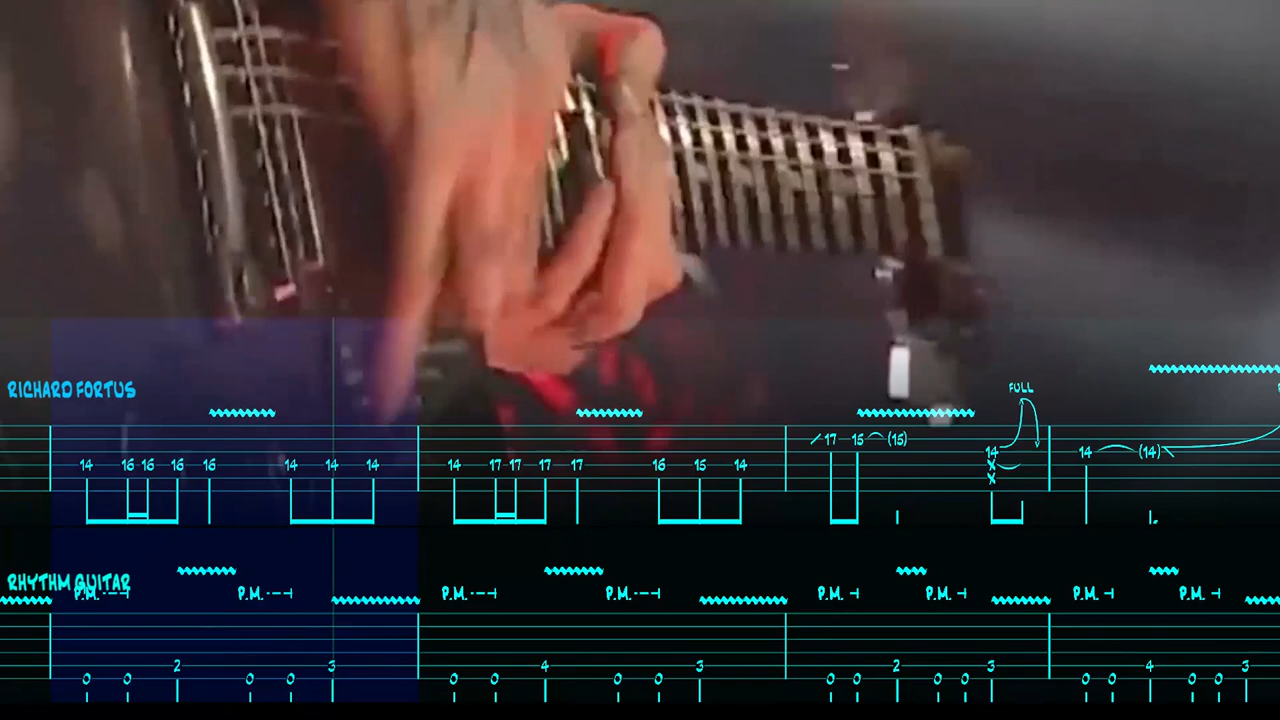 FULL
RICHARD FORTUS
17 15 (15)
14 14 (14)
14 16 16 16 16 14 14 14 14 17 17 17 17 16 15 14 X
X
RHYTHM GUITAR
P.M. P.M. P.M. P.M. P.M. P.M. P.M. P.M.
2 3 4 3 2 3 4 3
0 0 0 0 0 0 0 0 0 0 0 0 0 0 0 0